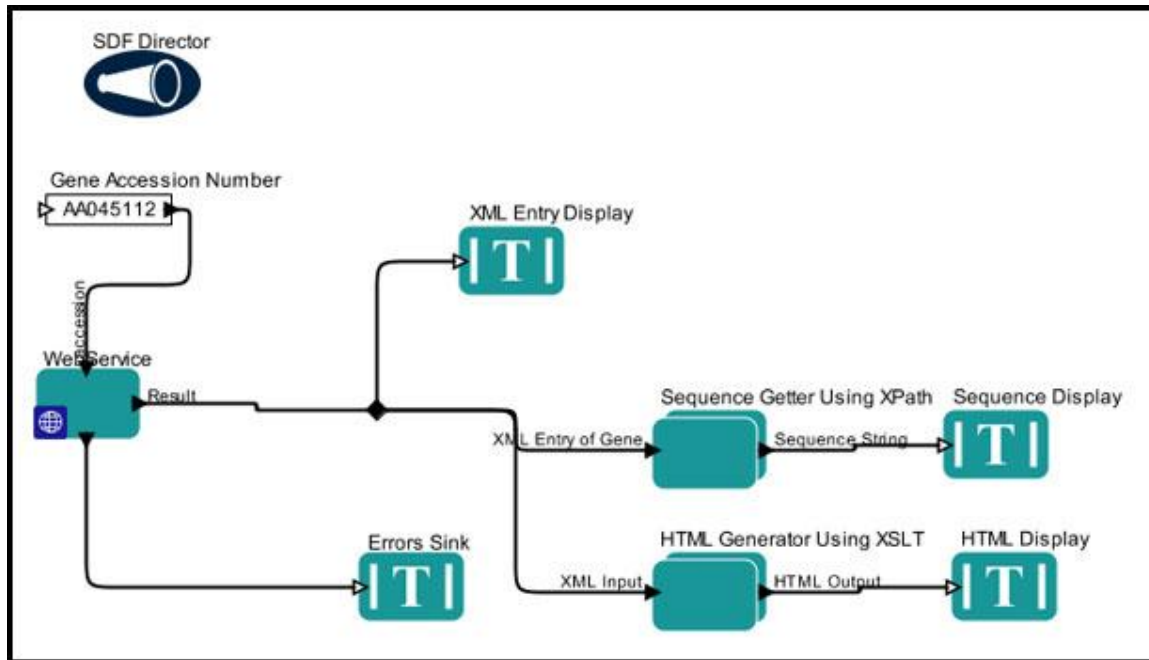 SDF Director
Gene Accession Number
AA045112
XML Entry Display
T
accession
WebService
Result
Sequence Getter Using XPath
Sequence Display
XML Entry of Gene
Sequence String
T
Errors Sink
T
HTML Generator Using XSLT
HTML Display
XML Input
HTML Output
T